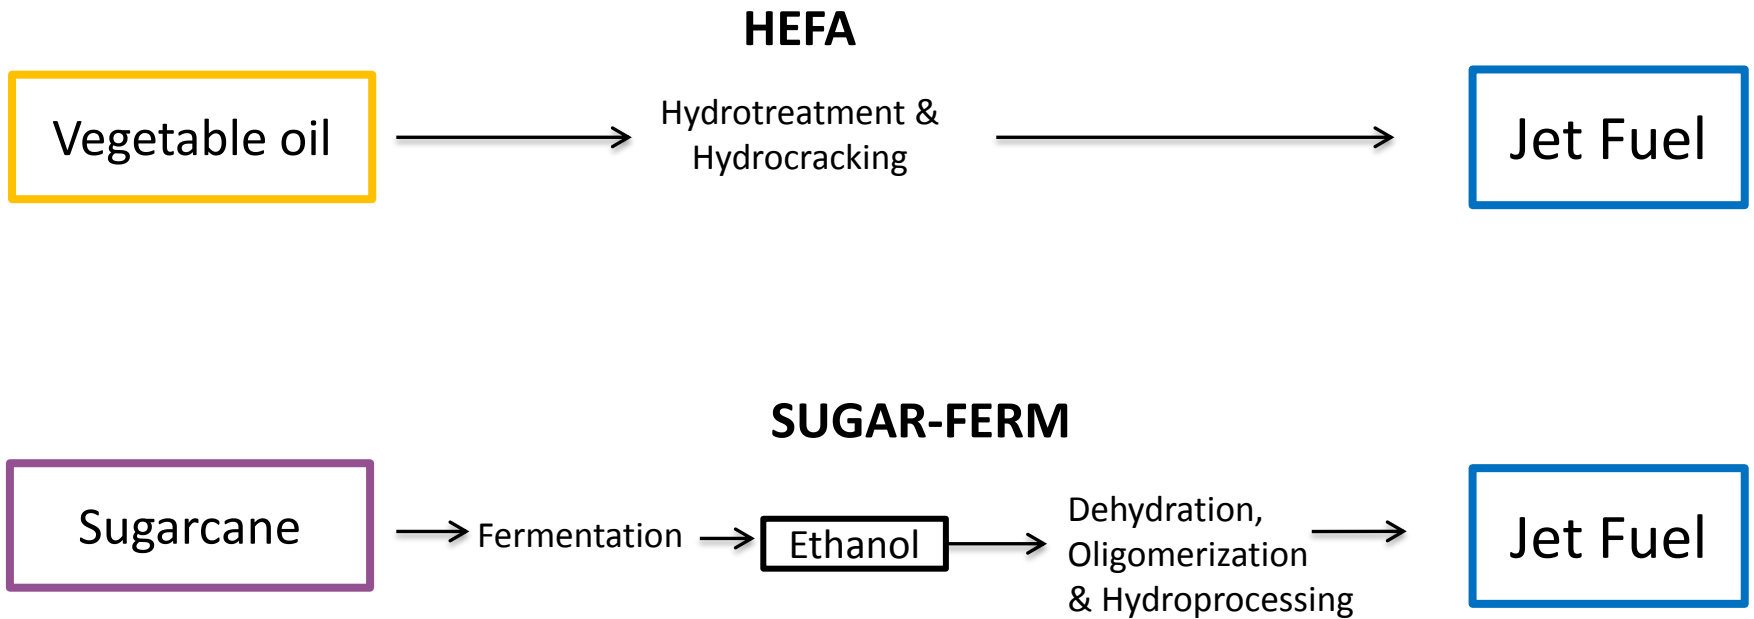 HEFA
Vegetable oil
Hydrotreatment &
Hydrocracking
Jet Fuel
SUGAR-FERM
Sugarcane
Fermentation
Ethanol
Dehydration,
Oligomerization
& Hydroprocessing
Jet Fuel